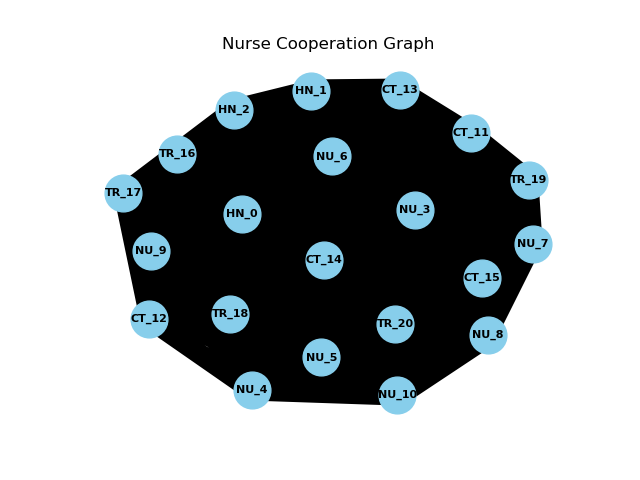 Nurse Cooperation Graph
HN_1
CT_13
HN_2
CT_11
TR_16
NU_6
TR_19
TR_17
HN_0
NU_3
NU_7
NU_9
CT_14
CT_15
CT_12
TR_18
TR_20
NU_8
NU_5
NU_4
NU_10